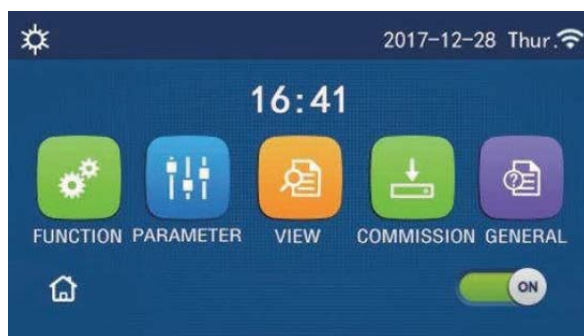 2017-12-28 Thur.
16:41
FUNCTION PARAMETER VIEW COMMISSION GENERAL
ON